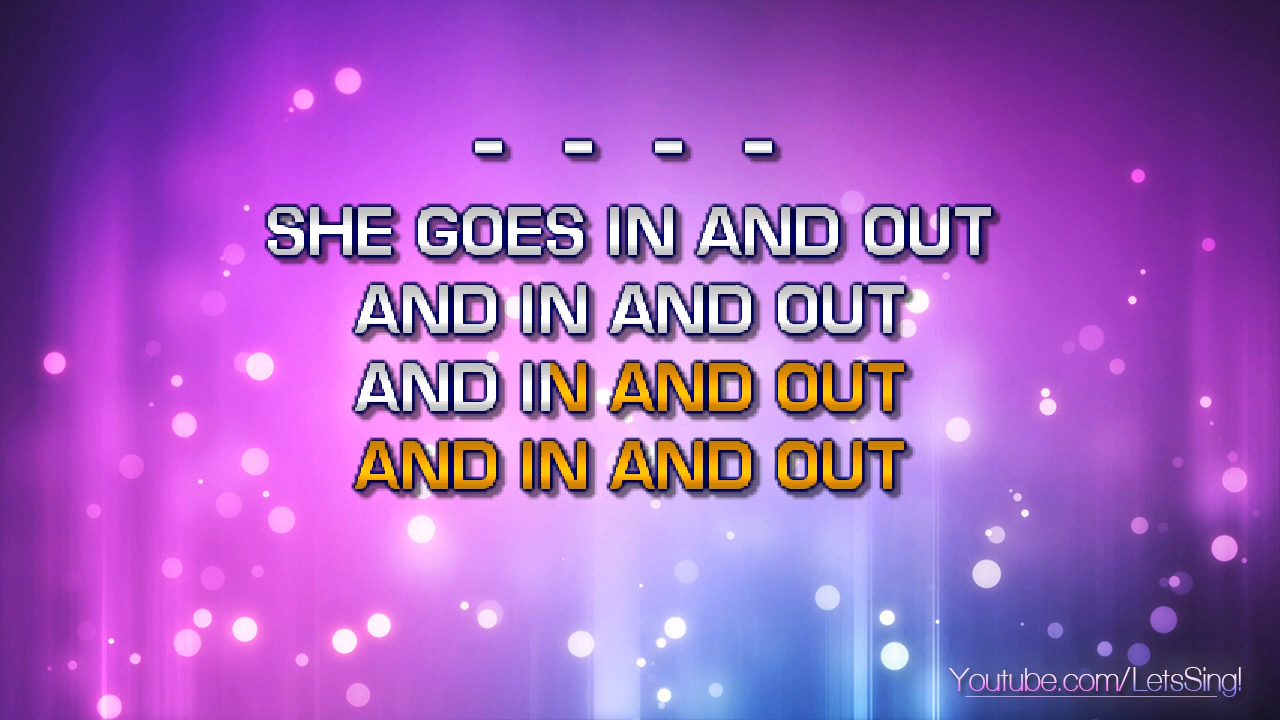 - - - -
SHE GOES IN AND OUT
AND IN AND OUT
AND IN AND OUT
AND IN AND OUT
Youtube.com/LetsSing!